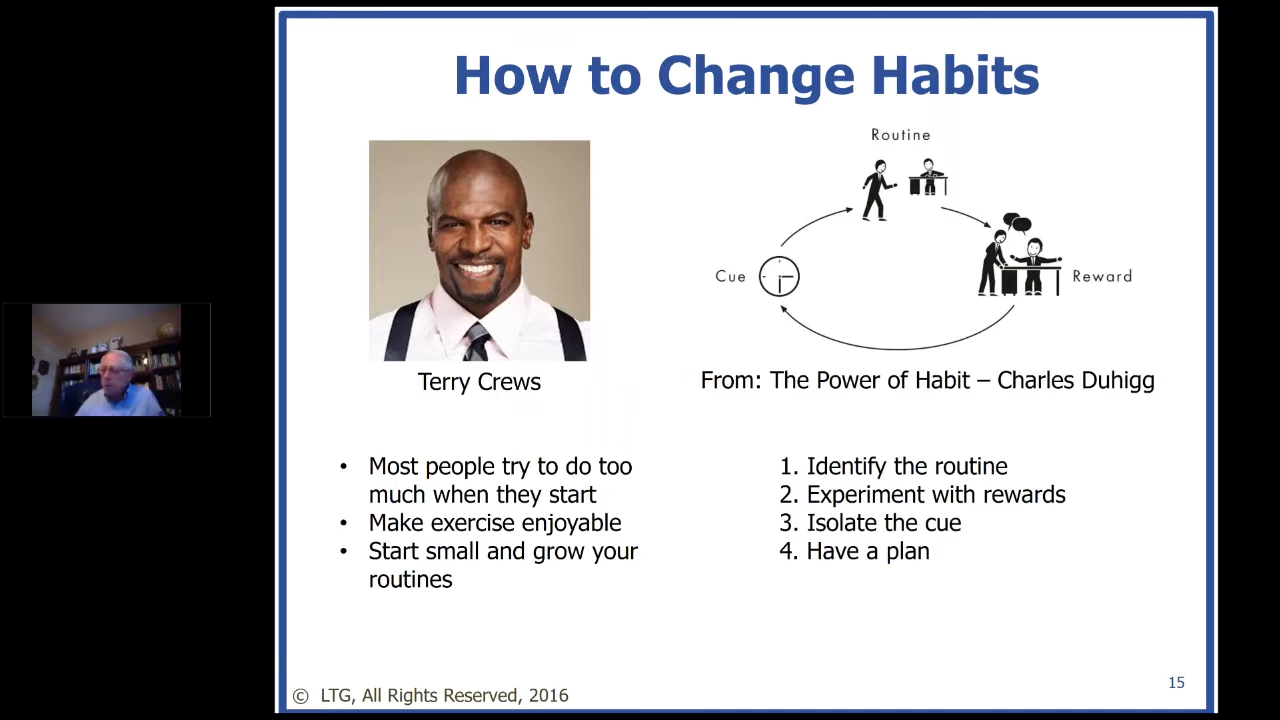 How to Change Habits
Routine
Cue
Reward
Terry Crews
From: The Power of Habit – Charles Duhigg
• Most people try to do too
much when they start
• Make exercise enjoyable
• Start small and grow your
routines
1. Identify the routine
2. Experiment with rewards
3. Isolate the cue
4. Have a plan
© LTG, All Rights Reserved, 2016
15